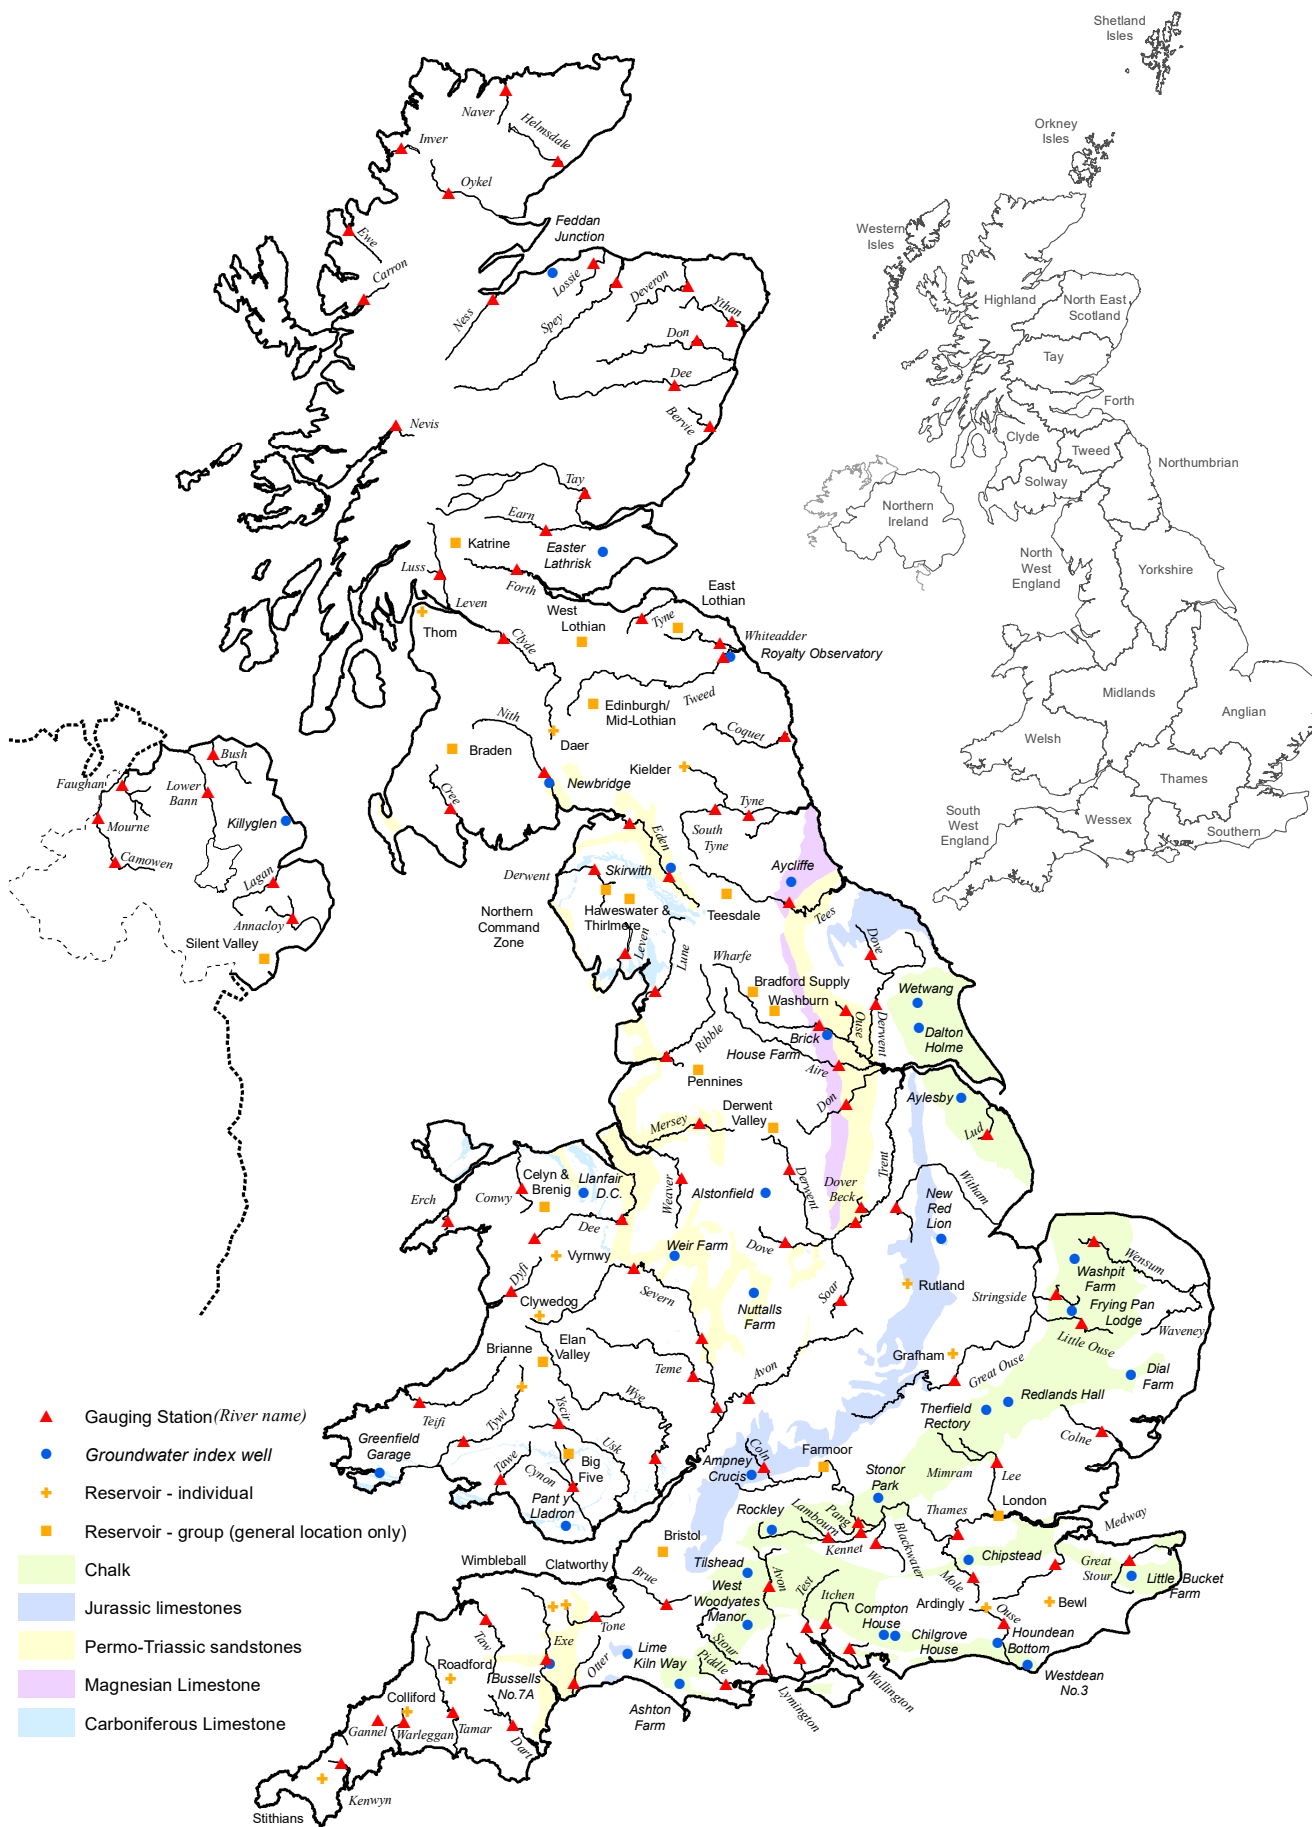 Shetland
Isles
Orkney
Isles
Western
Isles
Highland
North East
Scotland
Tay
Forth
Clyde
Tweed
Northumbrian
Solway
Northern
Ireland
North
West
England
Yorkshire
Midlands
Anglian
Welsh
Thames
South
West
England
Wessex
Southern
Naver
Helmsdale
Inver
Oykel
Ewe
Carron
Feddan
Junction
Lossie
Ness
Spey
Deveron
Ythan
Don
Dee
Bervie
Nevis
Tay
Earn
Katrine
Easter
Lathrisk
Luss
Leven
Forth
East
Lothian
West
Lothian
Tyne
Thom
Clyde
Whiteadder
Royalty Observatory
Tweed
Edinburgh/
Mid-Lothian
Nith
Coquet
Braden
Daer
Kielder
Newbridge
Cree
Tyne
South
Tyne
Bush
Faughan
Lower
Bann
Mourne
Killyglen
Camowen
Lagan
Annacloy
Silent Valley
Eden
Derwent
Skirwith
Aycliffe
Northern
Command
Zone
Haweswater &
Thirlmere
Teesdale
Tees
Leven
Lune
Dove
Wharfe
Bradford Supply
Washburn
Wetwang
Ouse
Derwent
Dalton
Holme
Ribble
Brick
House Farm
Aire
Pennines
Don
Aylesby
Lud
Mersey
Derwent
Valley
Trent
Celyn &
Brenig
Llanfair
D.C.
Weaver
Alstonfield
Derwent
Dover
Beck
New
Red
Lion
Witham
Erch
Conwy
Dee
Vyrnwy
Weir Farm
Dove
Washpit
Farm
Wensum
Dyfi
Clywedog
Severn
Nuttalls
Farm
Soar
Rutland
Stringside
Frying Pan
Lodge
Waveney
Little Ouse
Brianne
Elan
Valley
Teme
Avon
Grafham
Great Ouse
Dial
Farm
Redlands Hall
Therfield
Rectory
Wye
Teifi
Tywi
Yscir
Usk
Greenfield
Garage
Tawe
Cynon
Big
Five
Pant y
Lladron
Coln
Ampney
Crucis
Farmoor
Stonor
Park
Mimram
Lee
Colne
London
Thames
Medway
Rockley
Lambourn
Pang
Kennet
Blackwater
Bristol
Tilshead
Chipstead
Great
Stour
Little Bucket
Farm
Mole
Wimbleball
Clatworthy
Brue
West
Woodyates
Manor
Avon
Test
Itchen
Compton
House
Ardingly
Ouse
Bewl
Chilgrove
House
Houndean
Bottom
Westdean
No.3
Tone
Exe
Taw
Lime
Kiln Way
Stour
Piddle
Otter
Roadford
Bussells
No.7A
Ashton
Farm
Lymington
Wallington
Colliford
Gannel
Warleggan
Tamar
Dart
Kenwyn
Stithians
Gauging Station (River name)
Groundwater index well
Reservoir - individual
Reservoir - group (general location only)
Chalk
Jurassic limestones
Permo-Triassic sandstones
Magnesian Limestone
Carboniferous Limestone